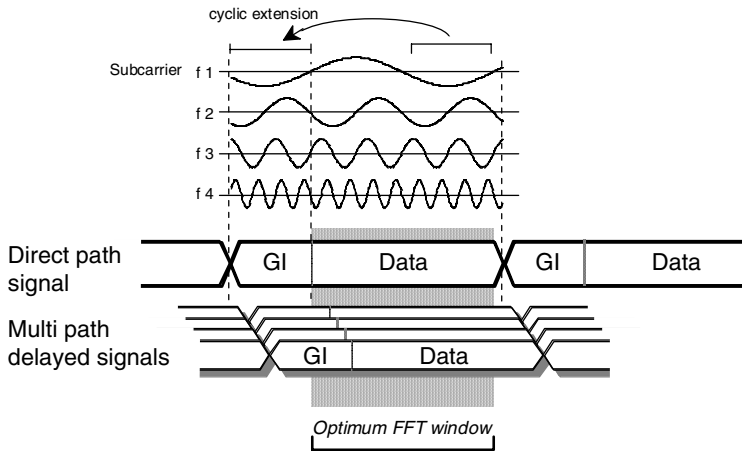 cyclic extension
Subcarrier f 1
f 2
f 3
f 4
Direct path
signal
GI Data GI Data
Multi path
delayed signals
GI Data
Optimum FFT window